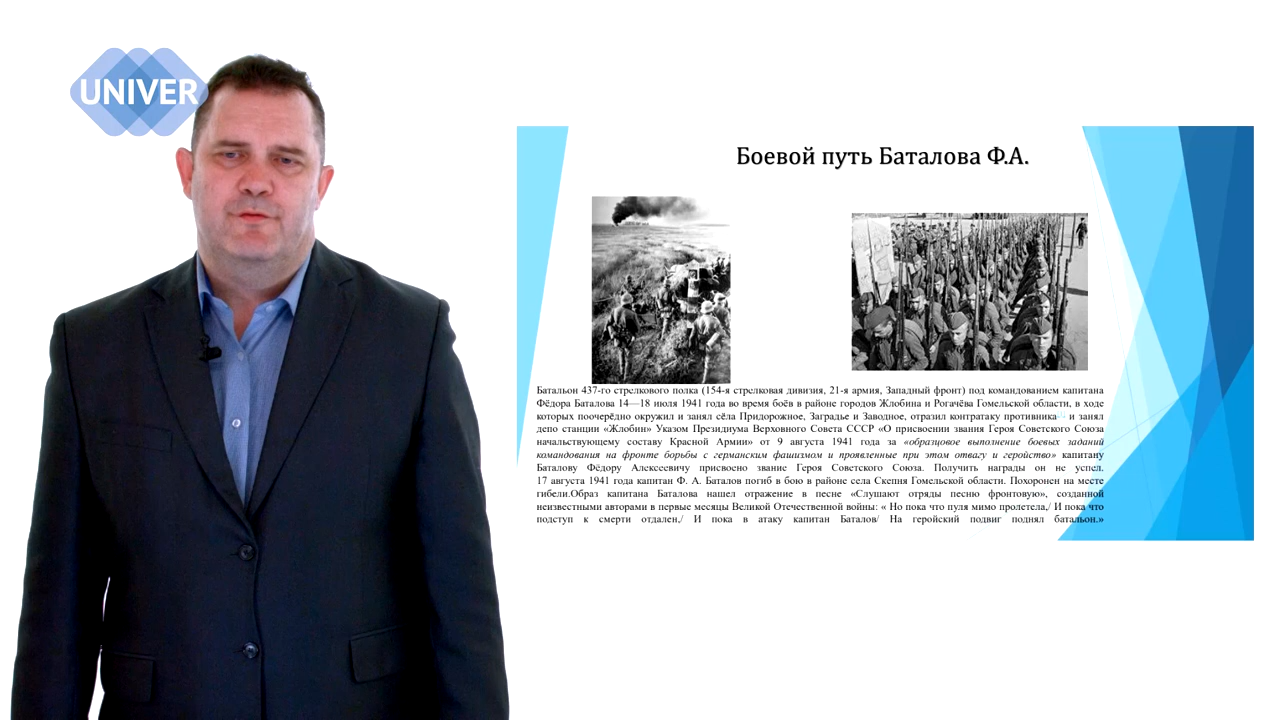 UNIVER
Боевой путь Баталова Ф.А.
Батальон 437-го стрелкового полка (154-я стрелковая дивизия, 21-я армия, Западный фронт) под командованием капитана
Фёдора Баталова 14—18 июля 1941 года во время боёв в районе городов Жлобина и Рогачёва Гомельской области, в ходе
которых поочерёдно окружил и занял сёла Придорожное, Заградье и Заводное, отразил контратаку противника и занял
депо станции «Жлобин» Указом Президиума Верховного Совета СССР «О присвоении звания Героя Советского Союза
начальствующему составу Красной Армии» от 9 августа 1941 года за «образцовое выполнение боевых заданий
командования на фронте борьбы с германским фашизмом и проявленные при этом отвагу и геройство» капитану
Баталову Фёдору Алексеевичу присвоено звание Героя Советского Союза. Получить награды он не успел.
17 августа 1941 года капитан Ф. А. Баталов погиб в бою в районе села Скепня Гомельской области. Похоронен на месте
гибели.Образ капитана Баталова нашел отражение в песне «Слушают отряды песню фронтовую», созданной
неизвестными авторами в первые месяцы Великой Отечественной войны: « Но пока что пуля мимо пролетела,/ И пока что
подступ к смерти отдален,/ И пока в атаку капитан Баталов/ На геройский подвиг поднял батальон.»